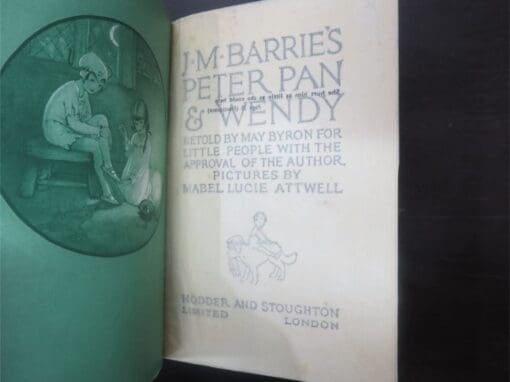 J·M·BARRIE'S
PETER PAN
& WENDY
RETOLD BY MAY BYRON FOR
LITTLE PEOPLE WITH THE
APPROVAL OF THE AUTHOR.
PICTURES BY
MABEL LUCIE ATTWELL
HODDER AND STOUGHTON
LIMITED LONDON